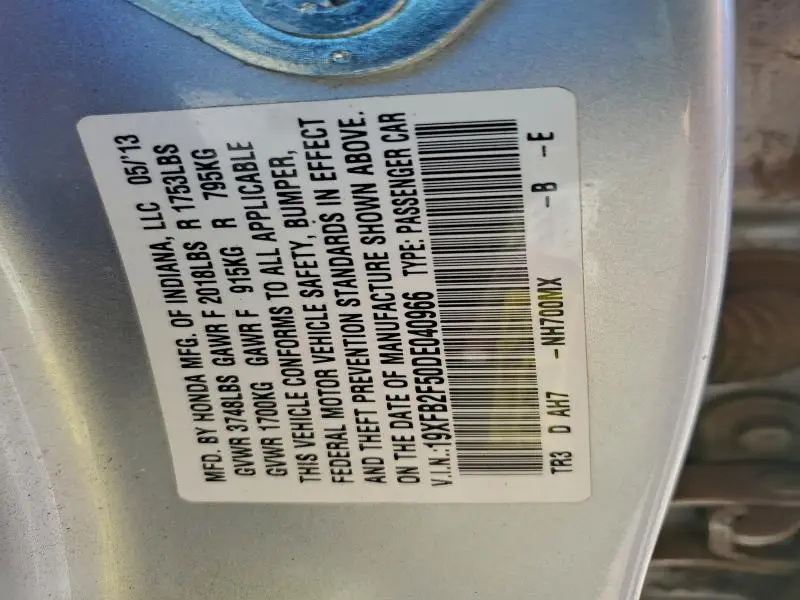 MFD. BY HONDA MFG. OF INDIANA, LLC 05/'13
GVWR 3748LBS GAWR F 2018LBS R 1753LBS
GVWR 1700KG GAWR F 915KG R 795KG
THIS VEHICLE CONFORMS TO ALL APPLICABLE
FEDERAL MOTOR VEHICLE SAFETY, BUMPER,
AND THEFT PREVENTION STANDARDS IN EFFECT
ON THE DATE OF MANUFACTURE SHOWN ABOVE.
V.I.N.:19XFB2F50DE040966 TYPE: PASSENGER CAR
TR3 D AH7 -NH700MX -B -E